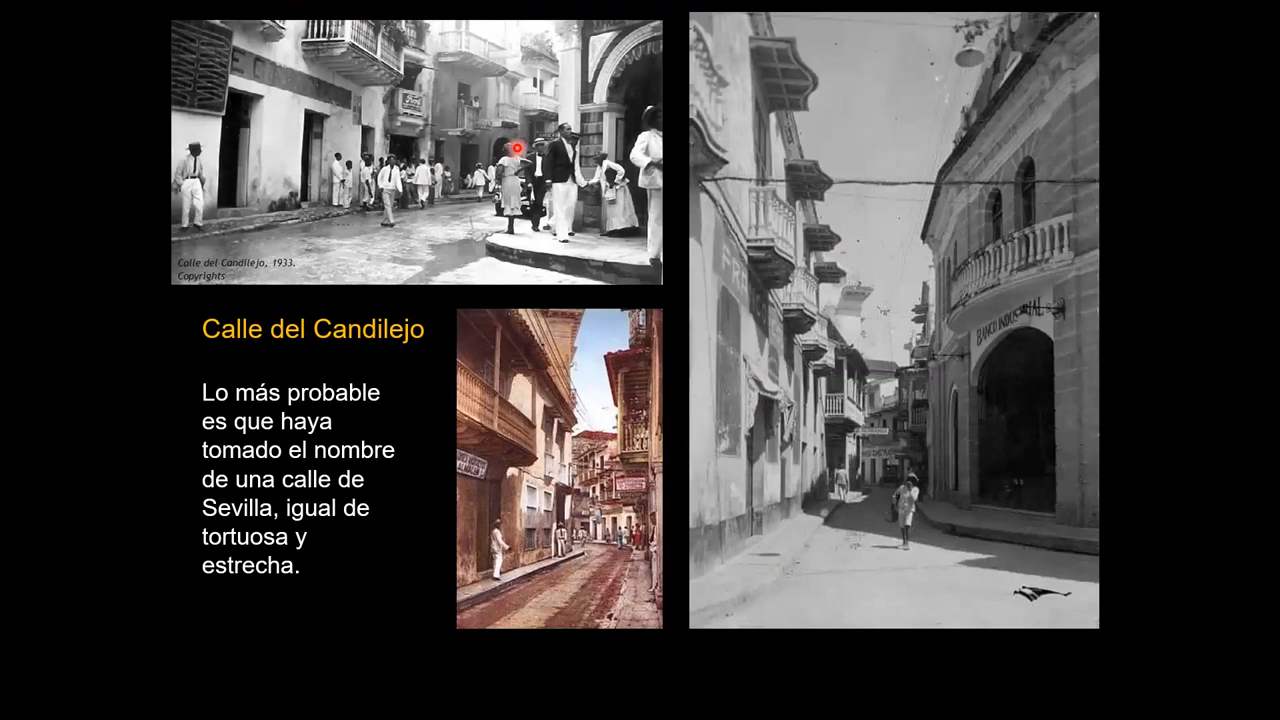 Calle del Candilejo, 1933.
Copyrights
Calle del Candilejo
Lo más probable
es que haya
tomado el nombre
de una calle de
Sevilla, igual de
tortuosa y
estrecha.
Ford
BANCO INDUSTRIAL